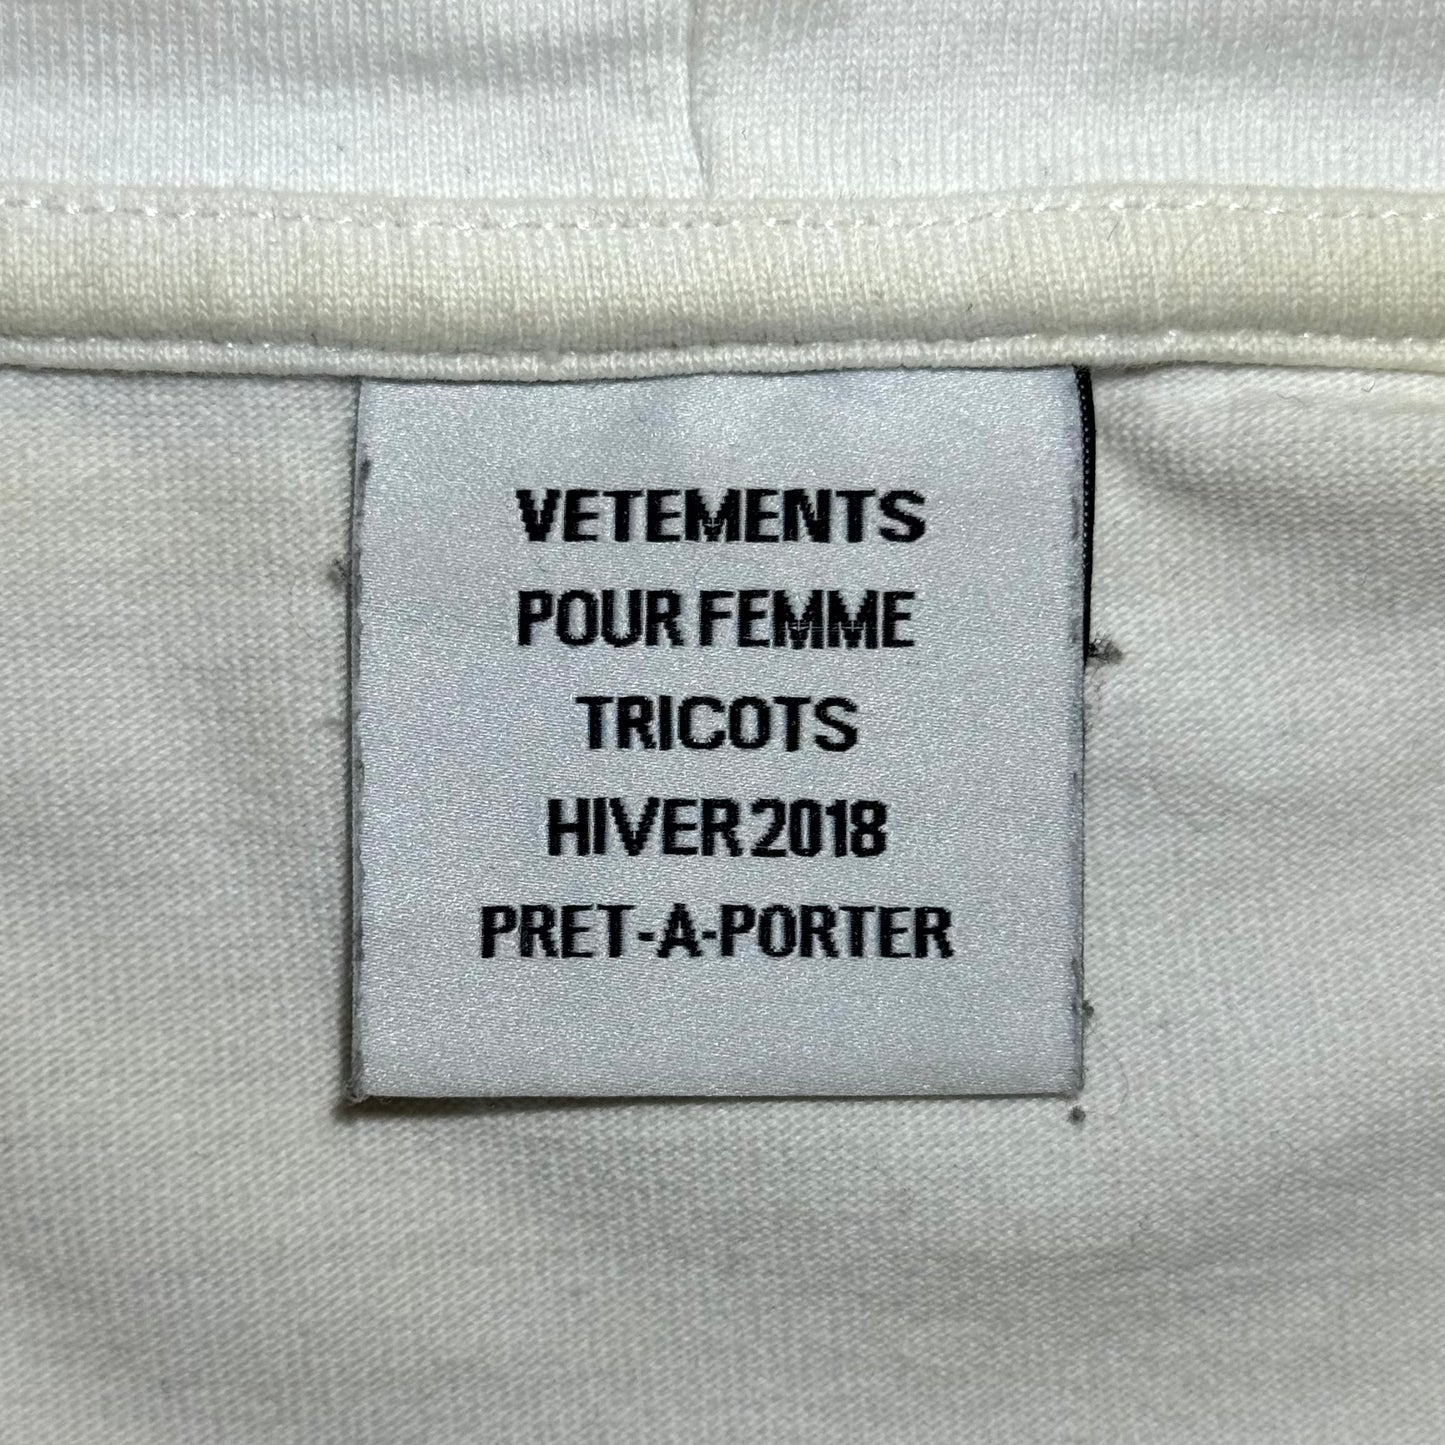 VETEMENTS
POUR FEMME
TRICOTS
HIVER 2018
PRET-A-PORTER